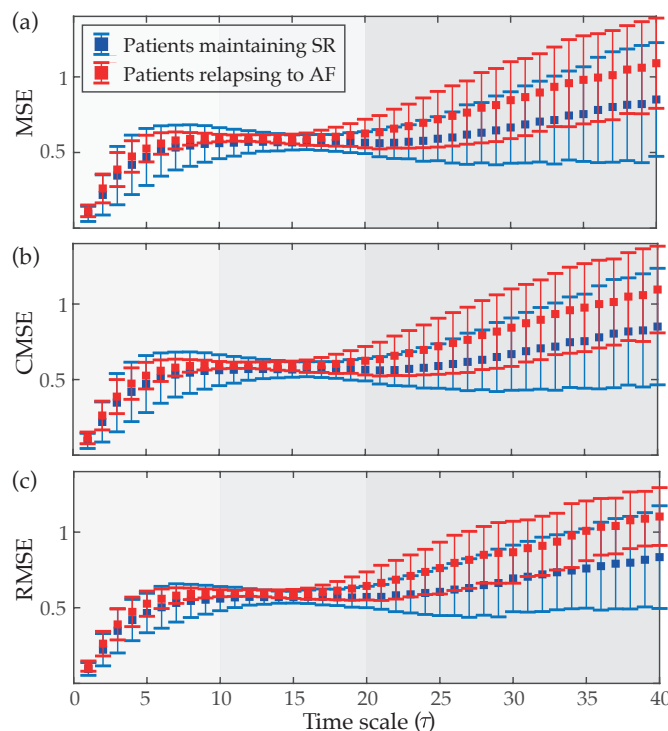 (a)
MSE
1
0.5
Patients maintaining SR
Patients relapsing to AF
(b)
CMSE
1
0.5
(c)
RMSE
1
0.5
0 5 10 15 20 25 30 35 40
Time scale (τ)